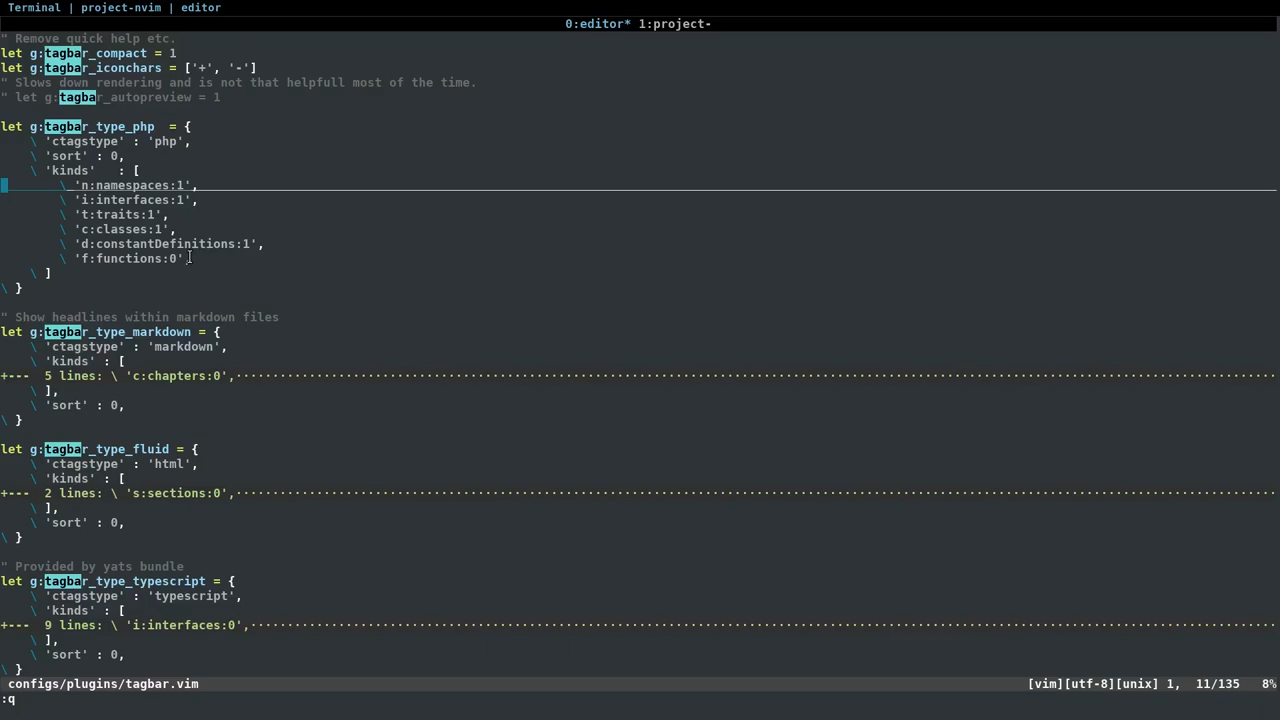 Terminal | project-nvim | editor
0:editor* 1:project-
" Remove quick help etc.
let g:tagbar_compact = 1
let g:tagbar_iconchars = ['+', '-']
" Slows down rendering and is not that helpfull most of the time.
" let g:tagbar_autopreview = 1
let g:tagbar_type_php  = {
\ 'ctagstype' : 'php',
\ 'sort' : 0,
\ 'kinds'   : [
\ 'n:namespaces:1',
\ 'i:interfaces:1',
\ 't:traits:1',
\ 'c:classes:1',
\ 'd:constantDefinitions:1',
\ 'f:functions:0'
\ ]
\ }
" Show headlines within markdown files
let g:tagbar_type_markdown = {
\ 'ctagstype' : 'markdown',
\ 'kinds' : [
+---  5 lines: \ 'c:chapters:0',
\ ],
\ 'sort' : 0,
\ }
let g:tagbar_type_fluid = {
\ 'ctagstype' : 'html',
\ 'kinds' : [
+---  2 lines: \ 's:sections:0',
\ ],
\ 'sort' : 0,
\ }
" Provided by yats bundle
let g:tagbar_type_typescript = {
\ 'ctagstype' : 'typescript',
\ 'kinds' : [
+---  9 lines: \ 'i:interfaces:0',
\ ],
\ 'sort' : 0,
\ }
configs/plugins/tagbar.vim [vim][utf-8][unix] 1,  11/135   8%
:q